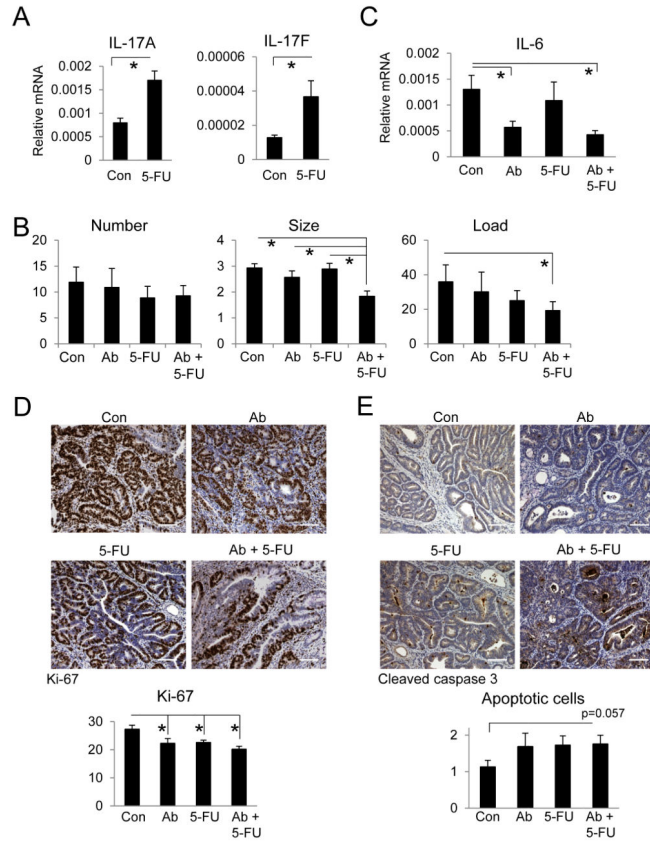 A
IL-17A
IL-17F
Relative mRNA
0.002
0.0015
0.001
0.0005
0
*
Con 5-FU
0.00006
0.00004
0.00002
0
*
Con 5-FU
C
IL-6
Relative mRNA
0.002
0.0015
0.001
0.0005
0
*
*
Con Ab 5-FU Ab +
5-FU
B
Number
15
12
10
5
0
Con Ab 5-FU Ab +
5-FU
Size
4
3
2
1
0
*
*
*
Con Ab 5-FU Ab +
5-FU
Load
60
40
20
0
*
Con Ab 5-FU Ab +
5-FU
D
Con Ab
5-FU Ab + 5-FU
Ki-67
Ki-67
30
20
10
0
* * *
Con Ab 5-FU Ab +
5-FU
E
Con Ab
5-FU Ab + 5-FU
Cleaved caspase 3
Apoptotic cells
p=0.057
2
1
0
Con Ab 5-FU Ab +
5-FU